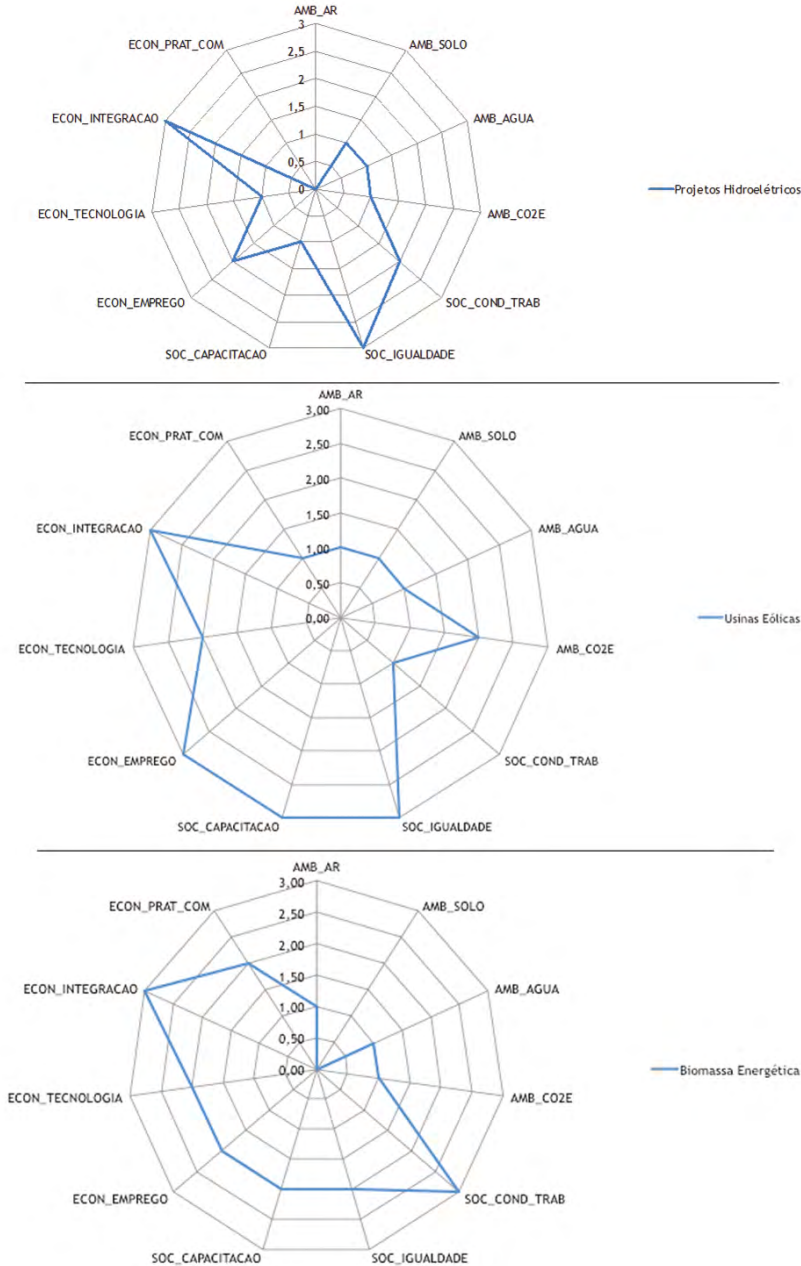 AMB_AR
3
ECON_PRAT_COM
AMB_SOLO
2,5
2
ECON_INTEGRACAO
1,5
AMB_AGUA
1
0,5
0
Projetos Hidroelétricos
ECON_TECNOLOGIA
AMB_CO2E
ECON_EMPREGO
SOC_COND_TRAB
SOC_CAPACITACAO
SOC_IGUALDADE
AMB_AR
3,00
ECON_PRAT_COM
AMB_SOLO
2,50
2,00
ECON_INTEGRACAO
AMB_AGUA
1,50
1,00
0,50
0,00
Usinas Eólicas
ECON_TECNOLOGIA
AMB_CO2E
ECON_EMPREGO
SOC_COND_TRAB
SOC_CAPACITACAO
SOC_IGUALDADE
AMB_AR
3,00
ECON_PRAT_COM
AMB_SOLO
2,50
2,00
ECON_INTEGRACAO
AMB_AGUA
1,50
1,00
0,50
0,00
Biomassa Energética
ECON_TECNOLOGIA
AMB_CO2E
ECON_EMPREGO
SOC_COND_TRAB
SOC_CAPACITACAO
SOC_IGUALDADE